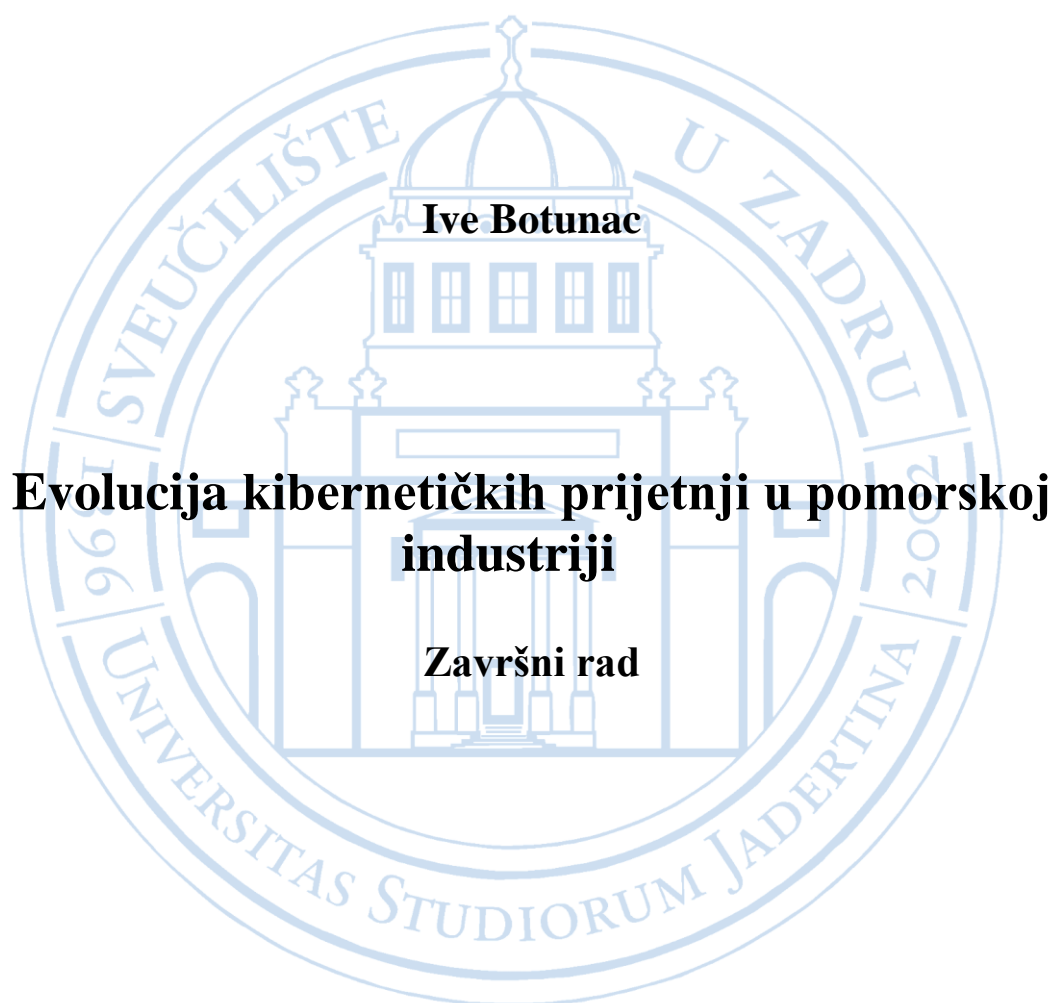 SVEUČILIŠTE U ZADRU
Ive Botunac
Evolucija kibernetičkih prijetnji u pomorskoj
industriji
Završni rad
1396
2002
UNIVERSITAS STUDIORUM JADERTINA